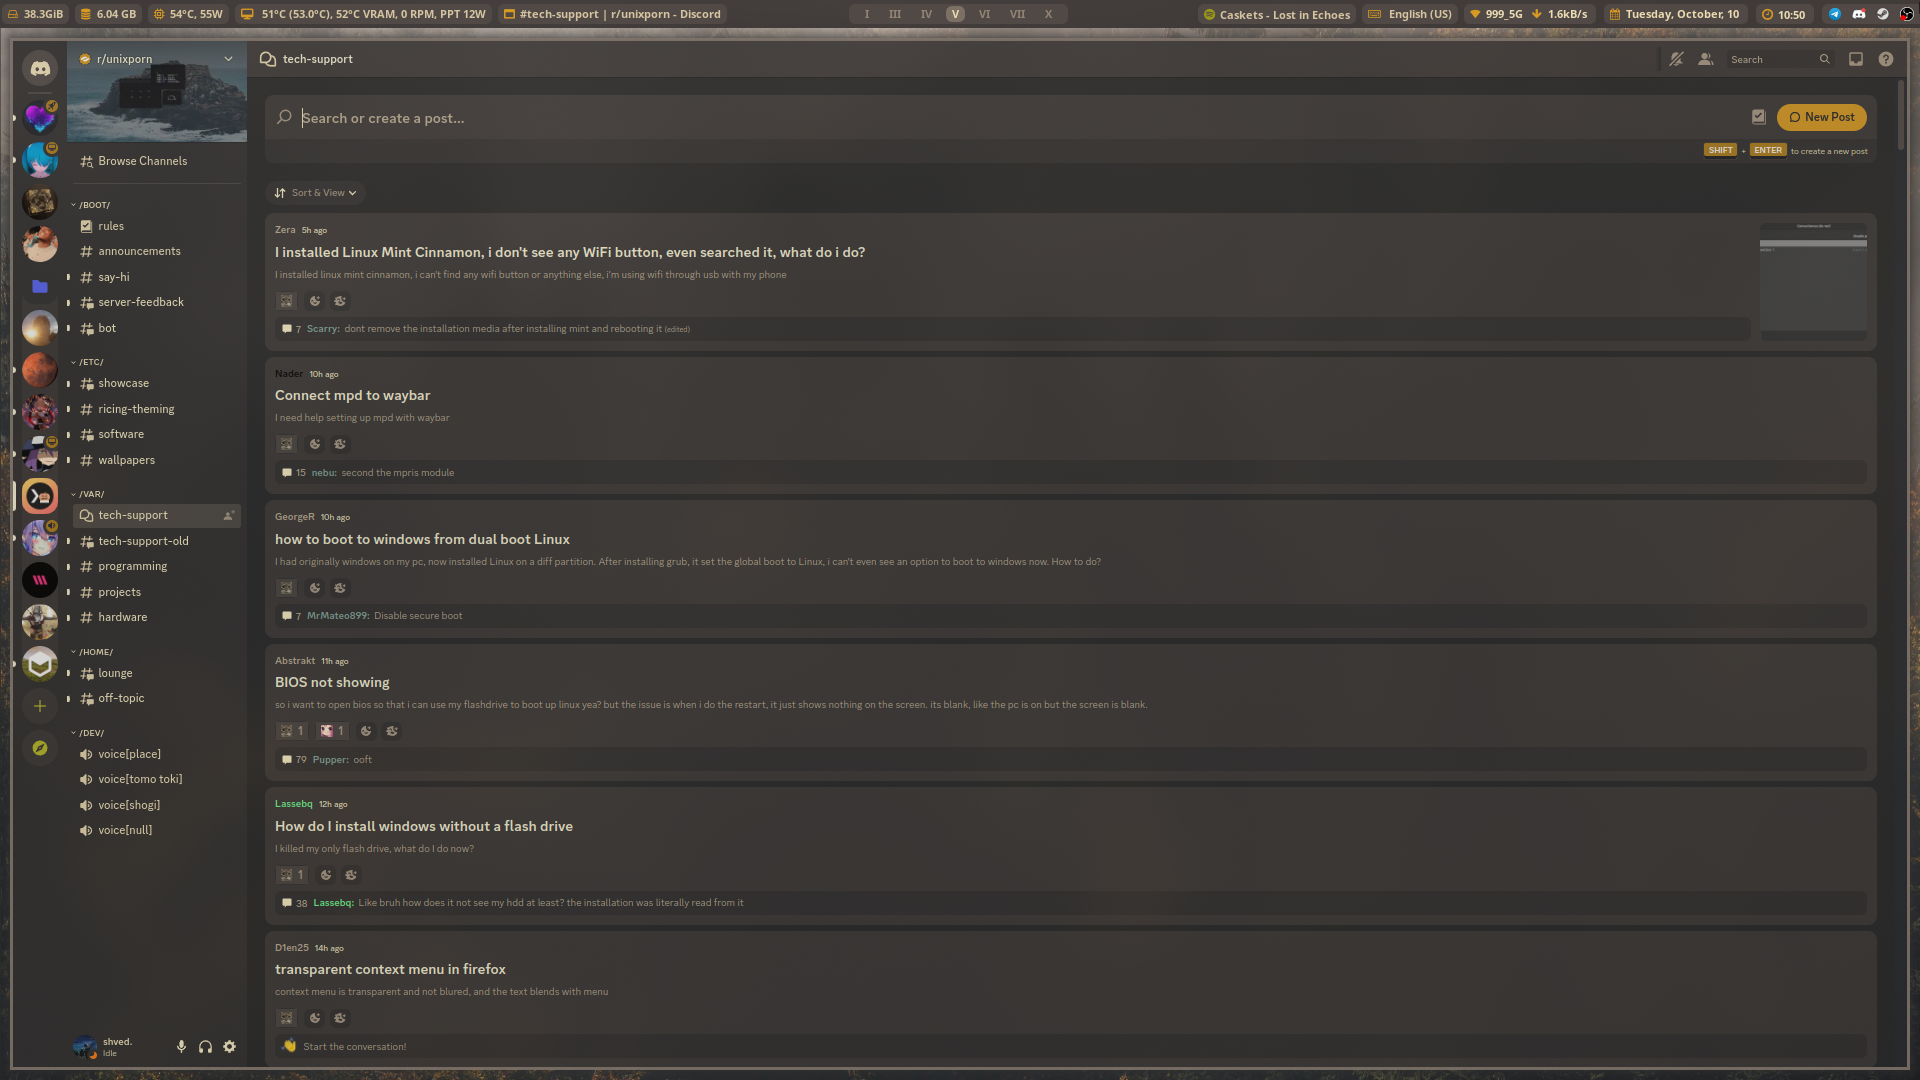 38.3GiB
6.04 GB
54°C, 55W
51°C (53.0°C), 52°C VRAM, 0 RPM, PPT 12W
#tech-support | r/unixporn - Discord
I III IV V VI VII X
Caskets - Lost in Echoes
English (US)
999_5G 1.6kB/s
Tuesday, October, 10
10:50
r/unixporn
tech-support
Search
Browse Channels
/BOOT/
rules
announcements
say-hi
server-feedback
bot
/ETC/
showcase
ricing-theming
software
wallpapers
/VAR/
tech-support
tech-support-old
programming
projects
hardware
/HOME/
lounge
off-topic
/DEV/
voice[place]
voice[tomo toki]
voice[shogi]
voice[null]
shved.
Idle
Search or create a post...
New Post
SHIFT + ENTER to create a new post
Sort & View
Zera 5h ago
I installed Linux Mint Cinnamon, i don't see any WiFi button, even searched it, what do i do?
I installed linux mint cinnamon, i can't find any wifi button or anything else, i'm using wifi through usb with my phone
7 Scarry: dont remove the installation media after installing mint and rebooting it (edited)
Nader 10h ago
Connect mpd to waybar
I need help setting up mpd with waybar
15 nebu: second the mpris module
GeorgeR 10h ago
how to boot to windows from dual boot Linux
I had originally windows on my pc, now installed Linux on a diff partition. After installing grub, it set the global boot to Linux, i can't even see an option to boot to windows now. How to do?
7 MrMateo899: Disable secure boot
Abstrakt 11h ago
BIOS not showing
so i want to open bios so that i can use my flashdrive to boot up linux yea? but the issue is when i do the restart, it just shows nothing on the screen. its blank, like the pc is on but the screen is blank.
1 1
79 Pupper: ooft
Lassebq 12h ago
How do I install windows without a flash drive
I killed my only flash drive, what do I do now?
1
38 Lassebq: Like bruh how does it not see my hdd at least? the installation was literally read from it
D1en25 14h ago
transparent context menu in firefox
context menu is transparent and not blured, and the text blends with menu
Start the conversation!